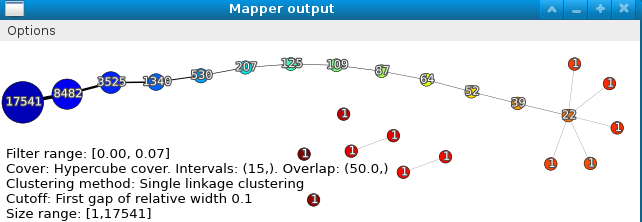 Mapper output
Options
17541 8482 3525 1340 530 207 125 109 87 64 52 39 22
1 1 1 1 1
1 1 1 1 1 1 1
Filter range: [0.00, 0.07]
Cover: Hypercube cover. Intervals: (15,). Overlap: (50.0,)
Clustering method: Single linkage clustering
Cutoff: First gap of relative width 0.1
Size range: [1,17541]